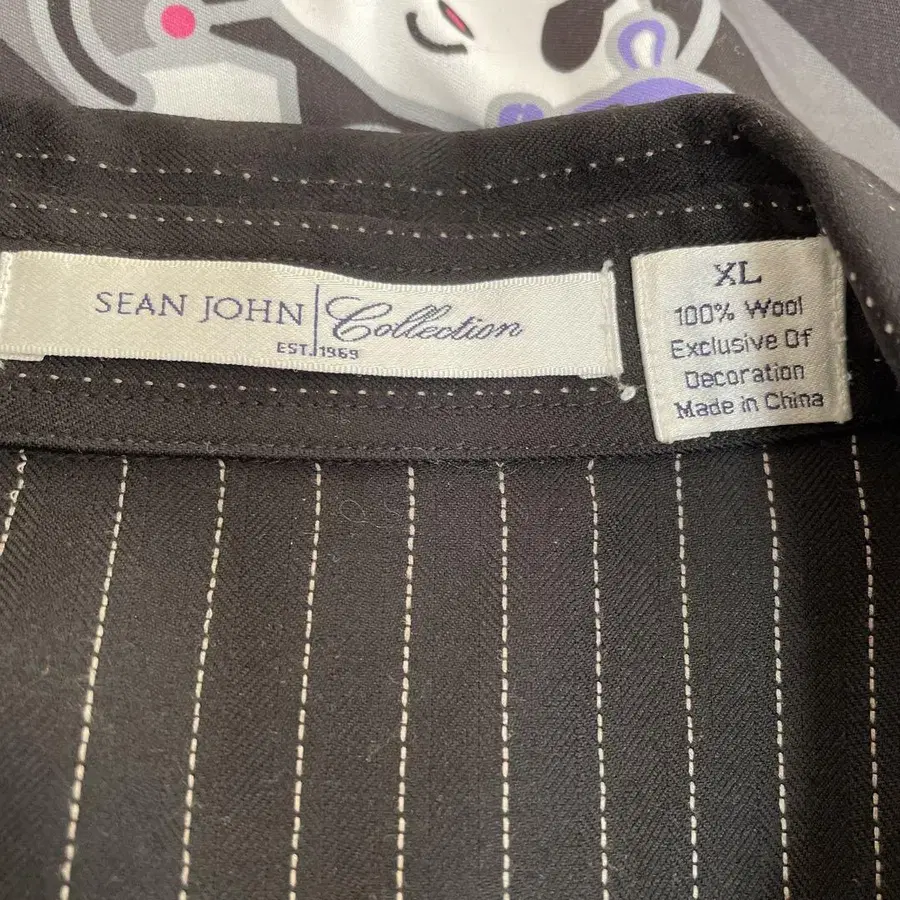 SEAN JOHN Collection
EST. 1969
XL
100% Wool
Exclusive Of
Decoration
Made in China